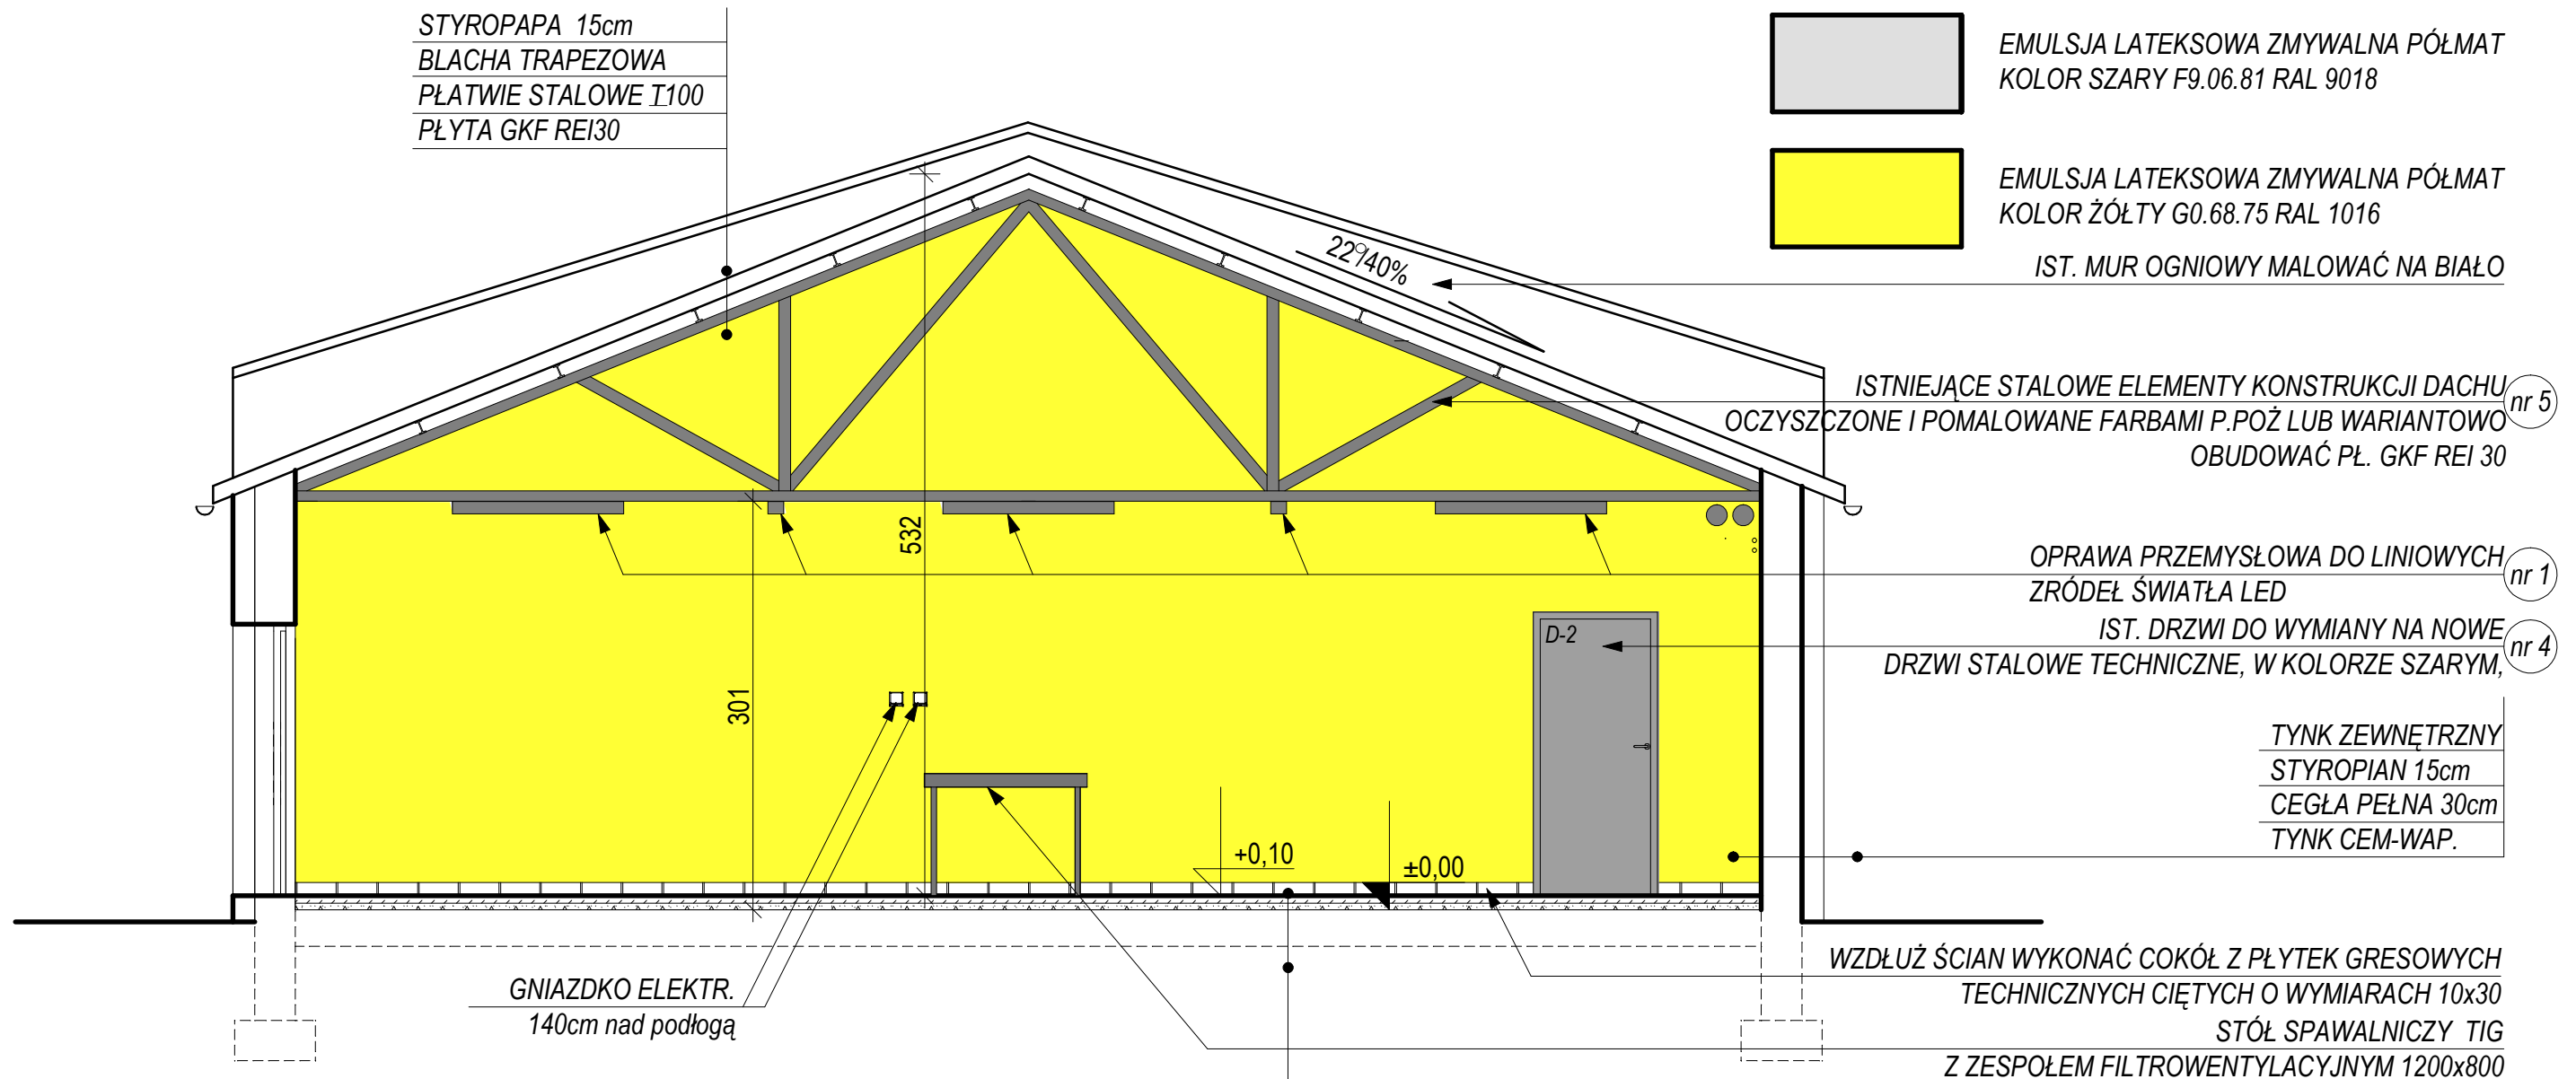 STYROPAPA 15cm
BLACHA TRAPEZOWA
PŁATWIE STALOWE I100
PŁYTA GKF REI30
EMULSJA LATEKSOWA ZMYWALNA PÓŁMAT
KOLOR SZARY F9.06.81 RAL 9018
EMULSJA LATEKSOWA ZMYWALNA PÓŁMAT
KOLOR ŻÓŁTY G0.68.75 RAL 1016
22°/40%
IST. MUR OGNIOWY MALOWAĆ NA BIAŁO
ISTNIEJĄCE STALOWE ELEMENTY KONSTRUKCJI DACHU
nr 5
OCZYSZCZONE I POMALOWANE FARBAMI P.POŻ LUB WARIANTOWO
OBUDOWAĆ PŁ. GKF REI 30
532
OPRAWA PRZEMYSŁOWA DO LINIOWYCH
nr 1
ZRÓDEŁ ŚWIATŁA LED
D-2
IST. DRZWI DO WYMIANY NA NOWE
nr 4
DRZWI STALOWE TECHNICZNE, W KOLORZE SZARYM,
301
TYNK ZEWNĘTRZNY
STYROPIAN 15cm
CEGŁA PEŁNA 30cm
TYNK CEM-WAP.
+0,10
±0,00
GNIAZDKO ELEKTR.
140cm nad podłogą
WZDŁUŻ ŚCIAN WYKONAĆ COKÓŁ Z PŁYTEK GRESOWYCH
TECHNICZNYCH CIĘTYCH O WYMIARACH 10x30
STÓŁ SPAWALNICZY TIG
Z ZESPOŁEM FILTROWENTYLACYJNYM 1200x800